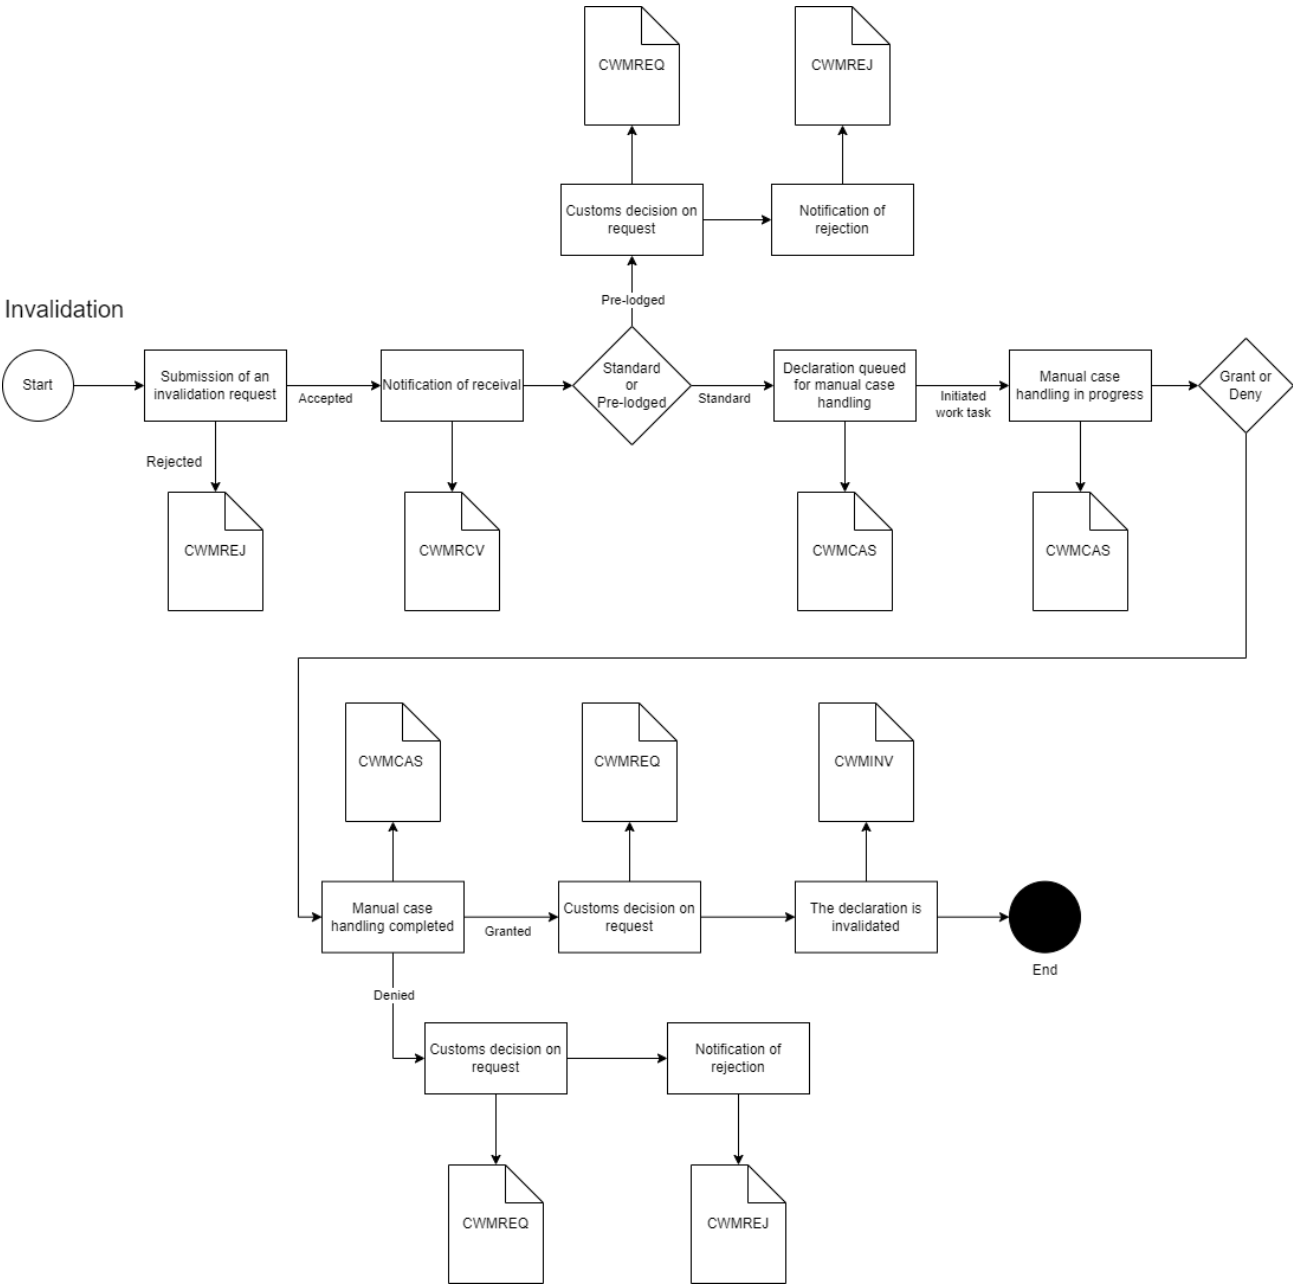 CWMREQ
CWMREJ
Customs decision on
request
Notification of
rejection
Pre-lodged
Invalidation
Start
Submission of an
invalidation request
Accepted
Notification of receival
Standard
or
Pre-lodged
Standard
Declaration queued
for manual case
handling
Initiated
work task
Manual case
handling in progress
Grant or
Deny
Rejected
CWMREJ
CWMRCV
CWMCAS
CWMCAS
CWMCAS
CWMREQ
CWMINV
Manual case
handling completed
Granted
Customs decision on
request
The declaration is
invalidated
End
Denied
Customs decision on
request
Notification of
rejection
CWMREQ
CWMREJ